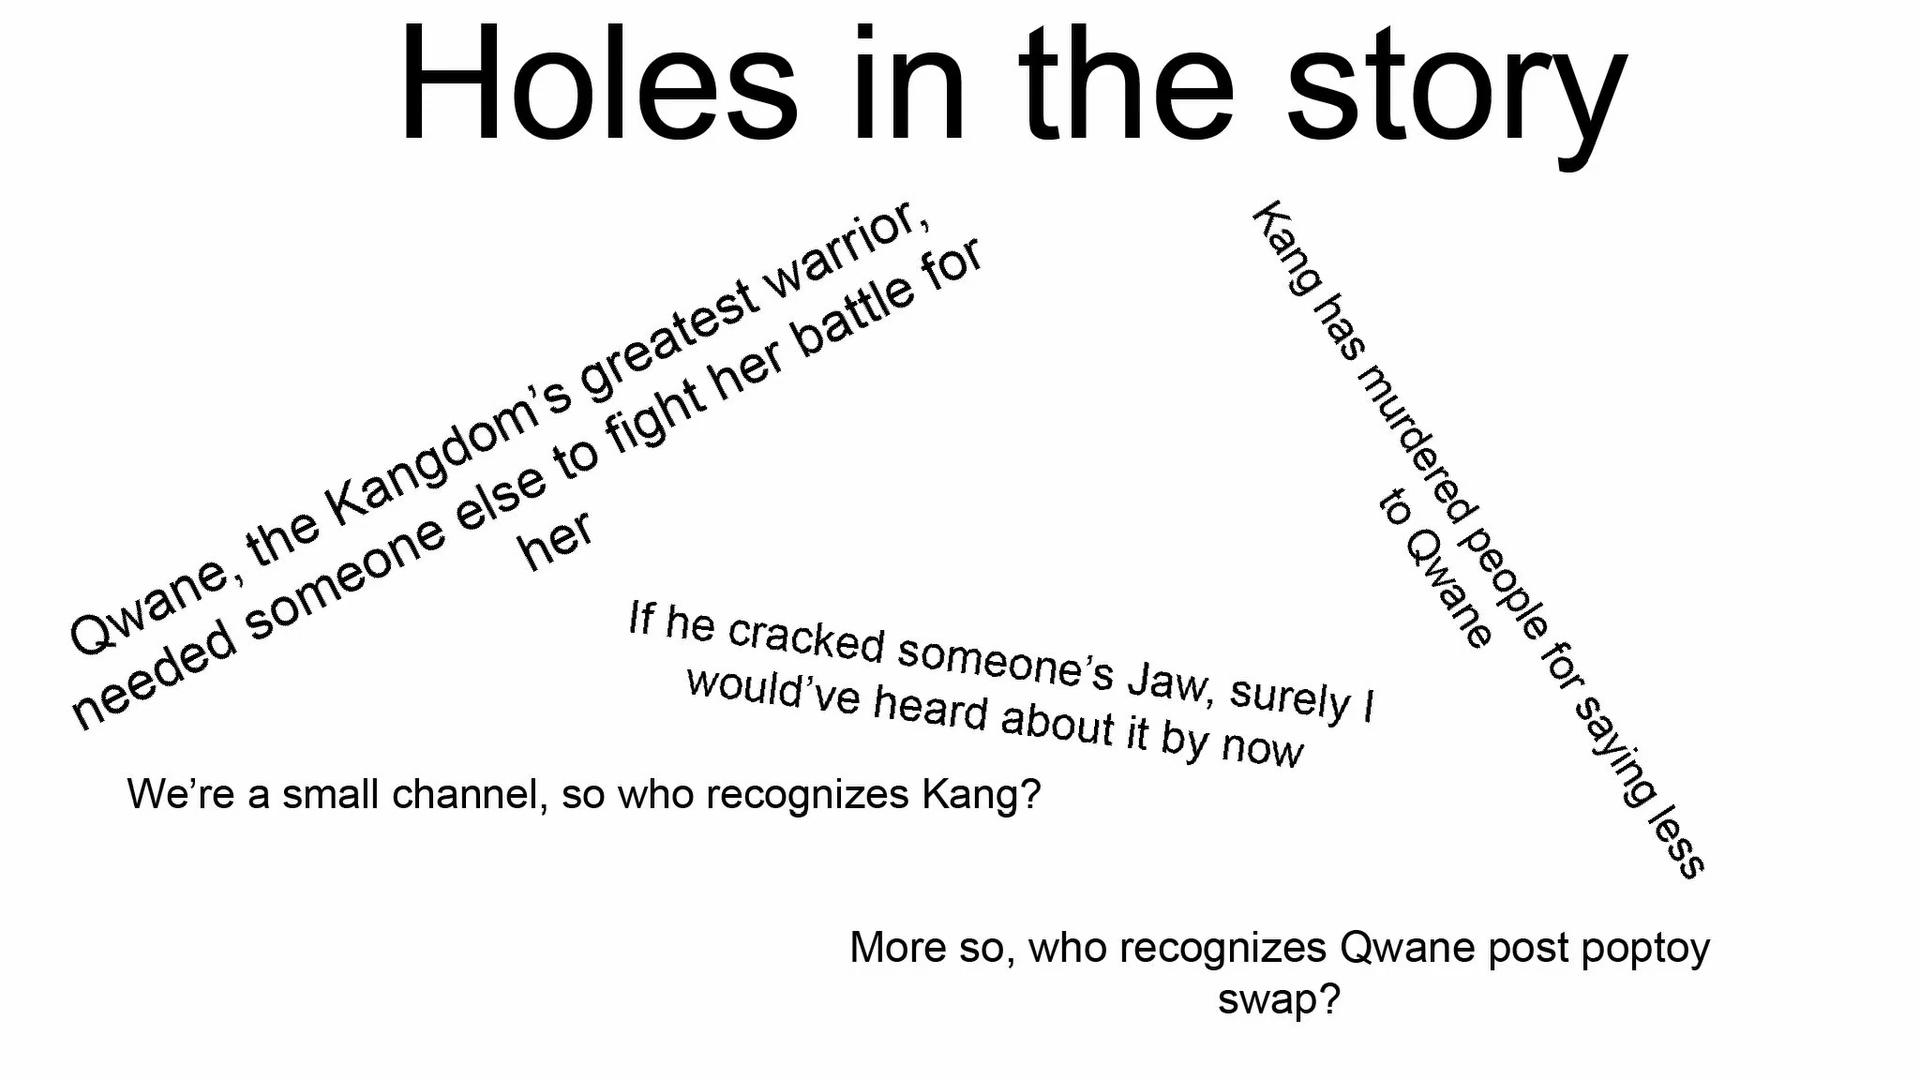 Holes in the story
Qwane, the Kangdom’s greatest warrior,
needed someone else to fight her battle for
her
Kang has murdered people for saying less
to Qwane
If he cracked someone’s Jaw, surely I
would’ve heard about it by now
We’re a small channel, so who recognizes Kang?
More so, who recognizes Qwane post poptoy
swap?